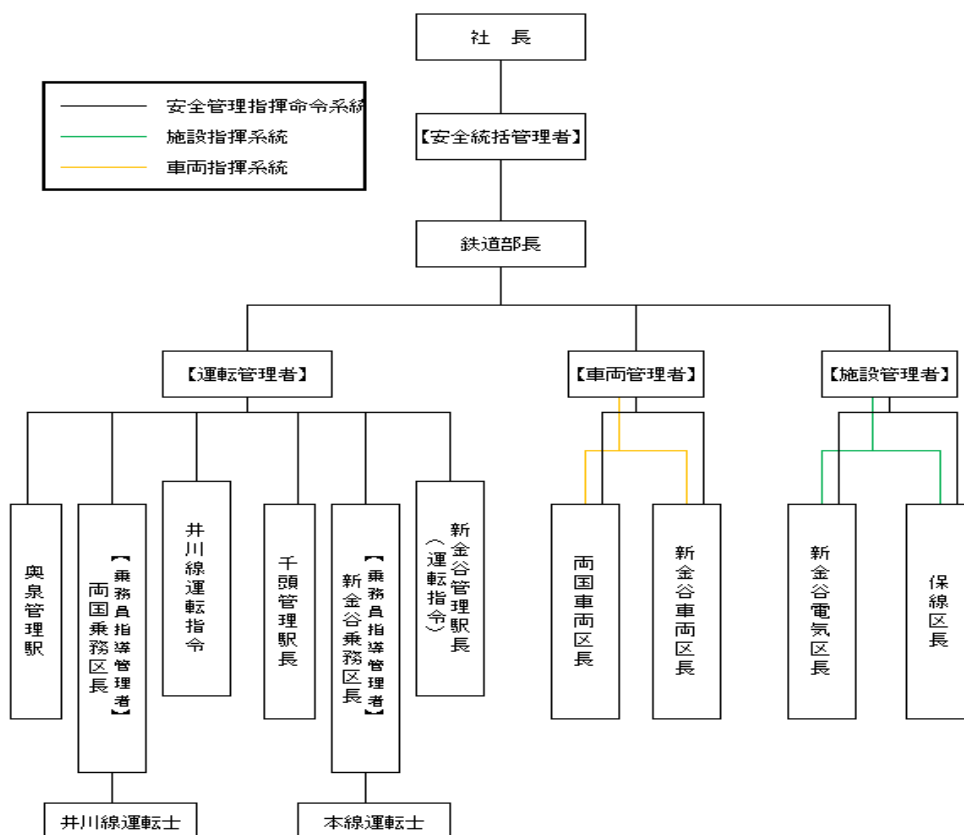 社　長
安全管理指揮命令系統
施設指揮系統
車両指揮系統
【安全統括管理者】
鉄道部長
【運転管理者】
【車両管理者】
【施設管理者】
奥泉管理駅
【乗務員指導管理者】
両国乗務区長
井川線運転指令
千頭管理駅長
【乗務員指導管理者】
新金谷乗務区長
新金谷管理駅長
（運転指令）
両国車両区長
新金谷車両区長
新金谷電気区長
保線区長
井川線運転士
本線運転士